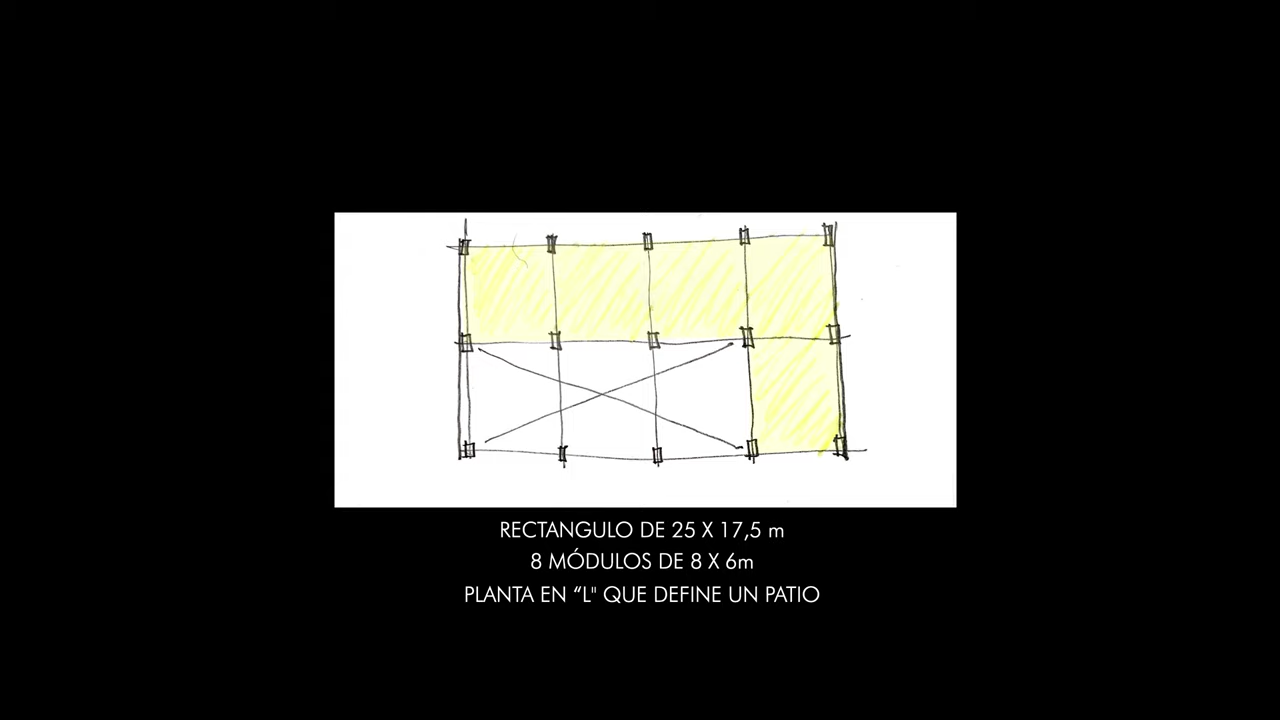 RECTANGULO DE 25 X 17,5 m
8 MÓDULOS DE 8 X 6m
PLANTA EN “L" QUE DEFINE UN PATIO